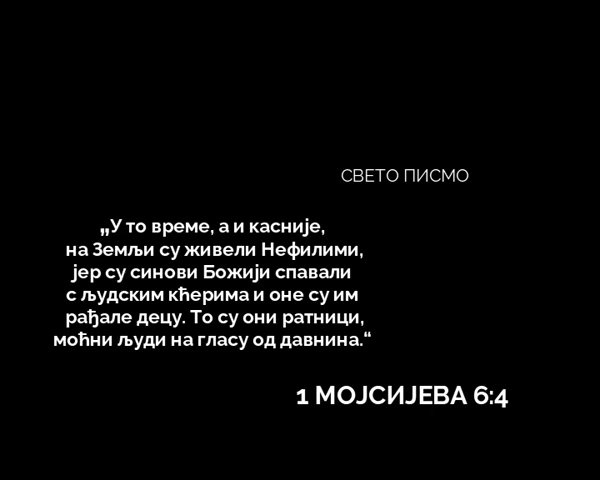 СВЕТО ПИСМО
„У то време, а и касније,
на Земљи су живели Нефилими,
јер су синови Божији спавали
с људским кћерима и оне су им
рађале децу. То су они ратници,
моћни људи на гласу од давнина.“
1 МОЈСИЈЕВА 6:4